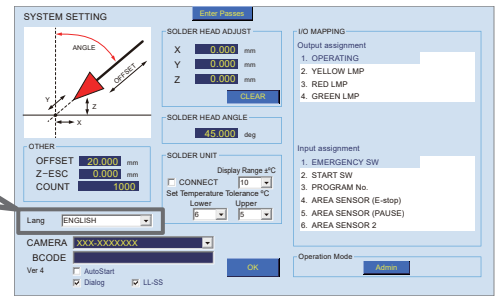 SYSTEM SETTING
Enter Passes
ANGLE
OFFSET
Y
Z
X
OTHER
OFFSET 20.000 mm
Z-ESC 0.000 mm
COUNT 1000
Lang ENGLISH
CAMERA XXX-XXXXXXX
BCODE
Ver 4 AutoStart
Dialog LL-SS
SOLDER HEAD ADJUST
X 0.000 mm
Y 0.000 mm
Z 0.000 mm
CLEAR
SOLDER HEAD ANGLE
45.000 deg
SOLDER UNIT
Display Range ±ºC
CONNECT 10
Set Temperature Tolerance ºC
Lower Upper
6 5
OK
I/O MAPPING
Output assignment
1. OPERATING
2. YELLOW LMP
3. RED LMP
4. GREEN LMP
Input assignment
1. EMERGENCY SW
2. START SW
3. PROGRAM No.
4. AREA SENSOR (E-stop)
5. AREA SENSOR (PAUSE)
6. AREA SENSOR 2
Operation Mode
Admin